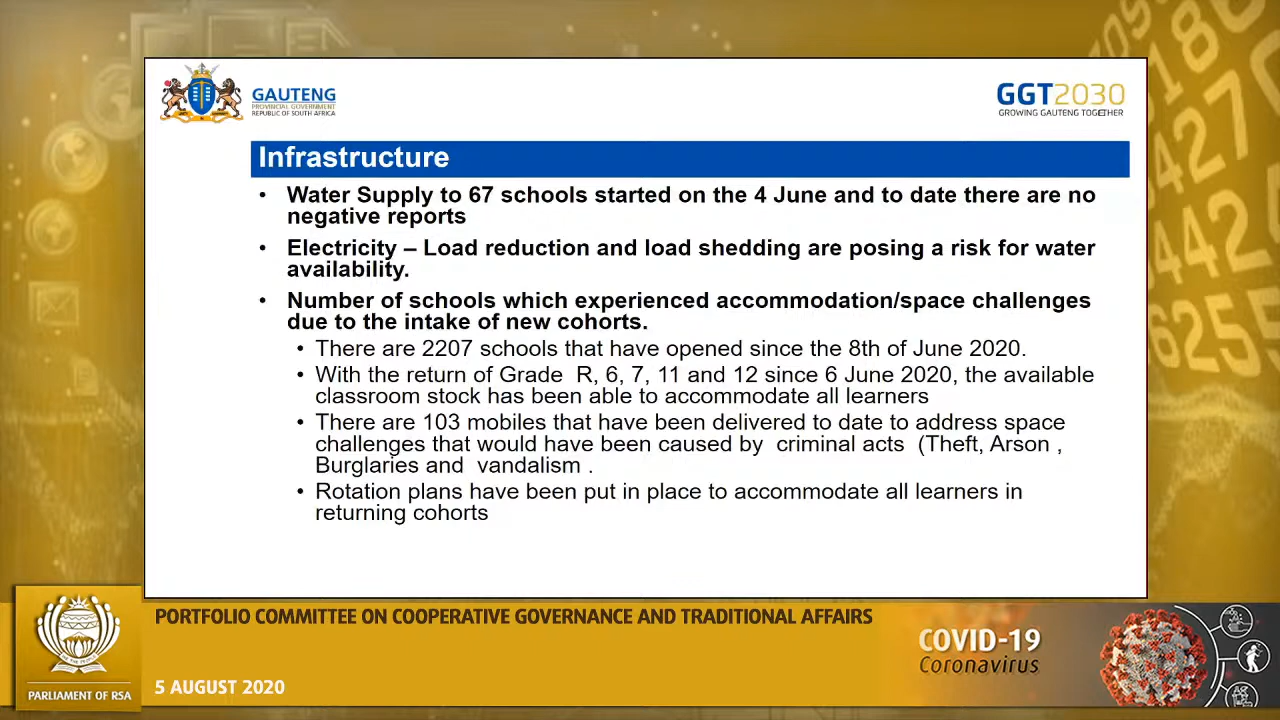 GAUTENG
PROVINCIAL GOVERNMENT
REPUBLIC OF SOUTH AFRICA
GGT2030
GROWING GAUTENG TOGETHER
Infrastructure
• Water Supply to 67 schools started on the 4 June and to date there are no
negative reports
• Electricity – Load reduction and load shedding are posing a risk for water
availability.
• Number of schools which experienced accommodation/space challenges
due to the intake of new cohorts.
• There are 2207 schools that have opened since the 8th of June 2020.
• With the return of Grade  R, 6, 7, 11 and 12 since 6 June 2020, the available
classroom stock has been able to accommodate all learners
• There are 103 mobiles that have been delivered to date to address space
challenges that would have been caused by  criminal acts  (Theft, Arson ,
Burglaries and  vandalism .
• Rotation plans have been put in place to accommodate all learners in
returning cohorts
PORTFOLIO COMMITTEE ON COOPERATIVE GOVERNANCE AND TRADITIONAL AFFAIRS
COVID-19
Coronavirus
PARLIAMENT OF RSA
5 AUGUST 2020